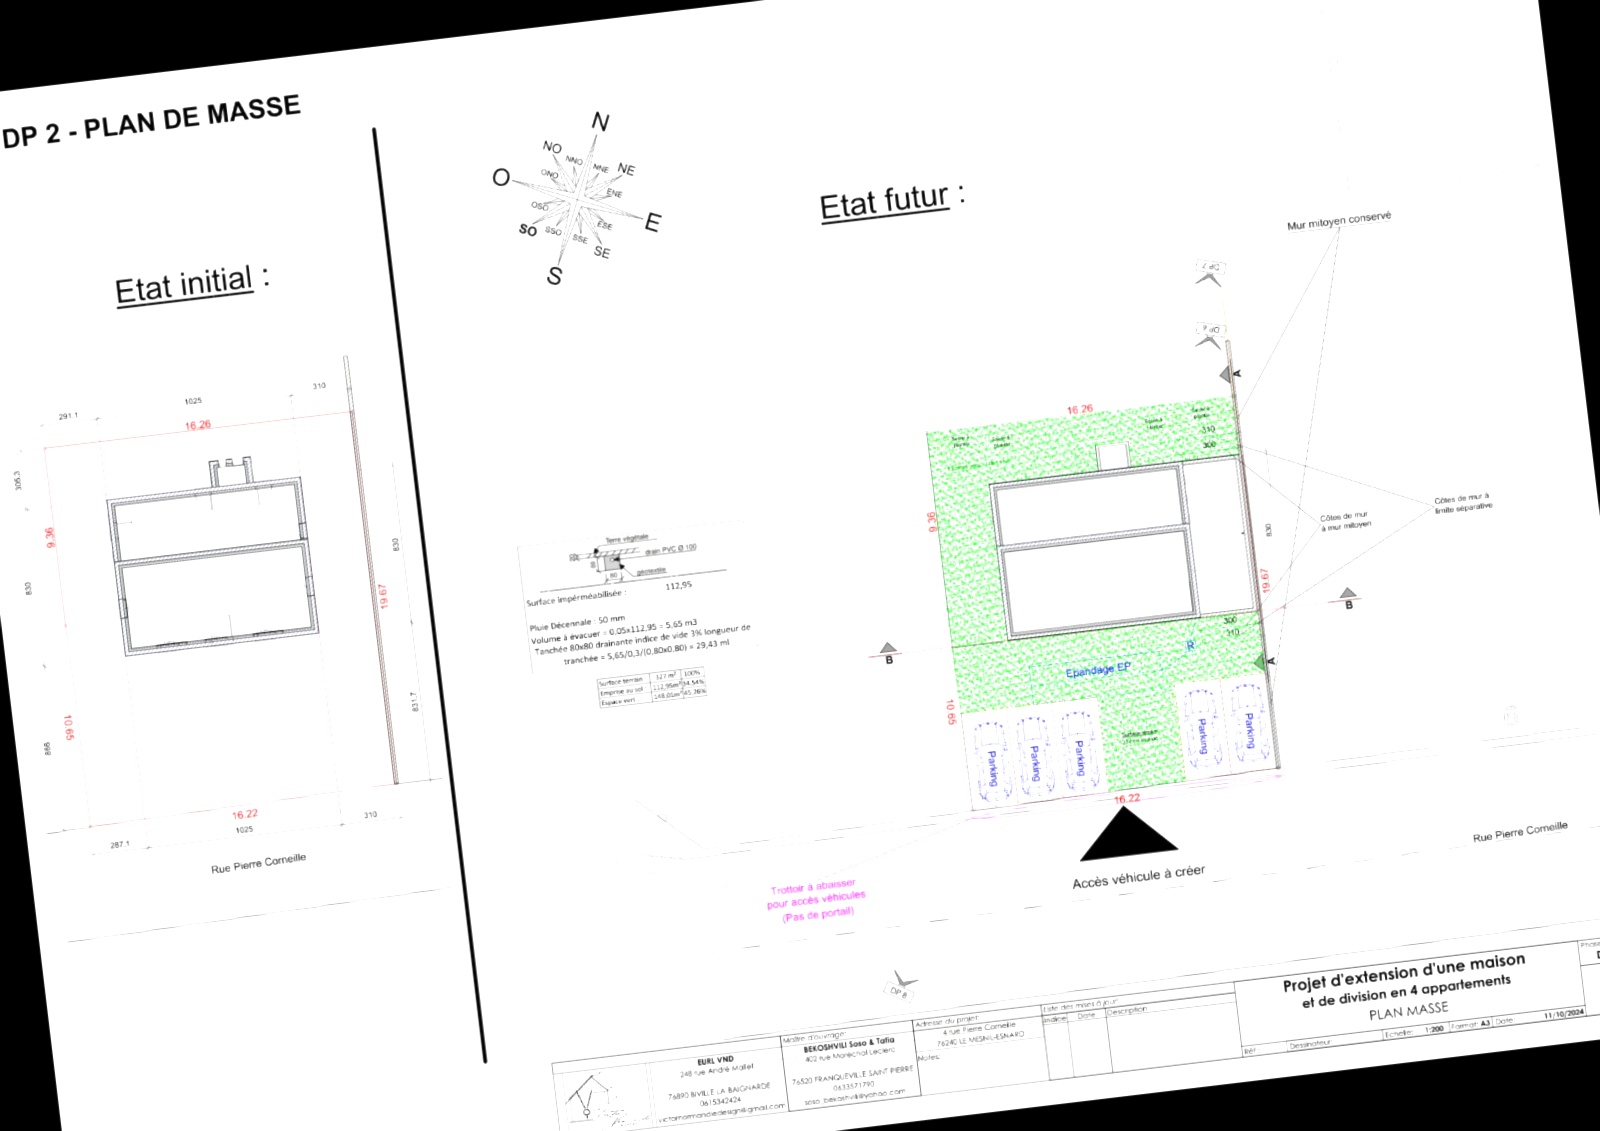 DP 2 - PLAN DE MASSE
N
NO
NNO
NNE
NE
O
ONO
ENE
OSO
E
SO
SSO
SSE
ESE
SE
S
Etat futur :
Mur mitoyen conservé
Etat initial :
291.1
1025
310
16.26
306.3
9.36
830
830
19.67
10.65
888
831.7
16.22
1025
310
287.1
Rue Pierre Corneille
Terre végétale
drain PVC Ø 100
géotextile
80
80
Surface imperméabilisée : 112,95
Pluie Décennale : 50 mm
Volume à évacuer = 0,05x112,95 = 5,65 m3
Tanchée 80x80 drainante indice de vide 3% longueur de
tranchée = 5,65/0,3/(0,80x0,80) = 29,43 ml
Surface terrain 327 m² 100%
Emprise au sol 112,95m² 34.54%
Espace vert 148,01m² 45.26%
A
16.26
310
300
9.36
Côtes de mur
à mur mitoyen
Côtes de mur à
limite séparative
830
19.67
B
B
300
310
R
A
Epandage EP
10.65
Parking
Parking
Parking
Parking
Parking
16.22
Accès véhicule à créer
Rue Pierre Corneille
Trottoir à abaisser
pour accès véhicules
(Pas de portail)
DP 8
EURL VND
248 rue André Mallet
76890 BIVILLE LA BAIGNARDE
0615342424
victornormandiedesign@gmail.com
Maître d'ouvrage:
BEKOSHVILI Soso & Tatia
402 rue Maréchal Leclerc
76520 FRANQUEVILLE SAINT PIERRE
0633571790
Adresse du projet:
4 rue Pierre Corneille
76240 LE MESNIL-ESNARD
Notes:
Liste des mises à jour:
Indice
Date
Description
Projet d'extension d'une maison
et de division en 4 appartements
PLAN MASSE
Réf:
Dessinateur:
Echelle: 1:200
Format: A3
Date: 11/10/2024